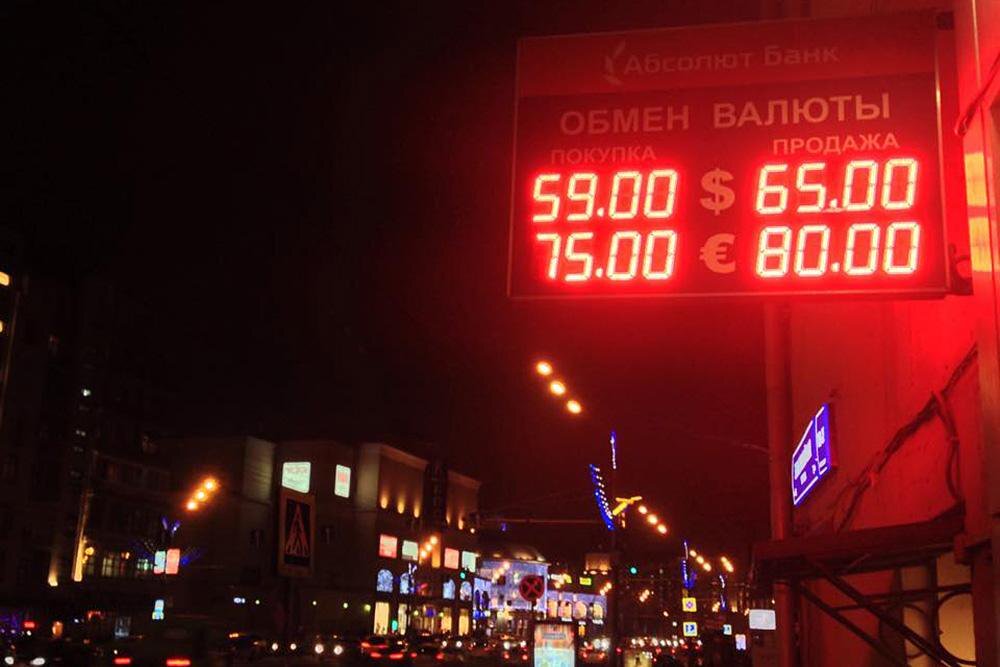 Абсолют Банк
ОБМЕН ВАЛЮТЫ
ПОКУПКА ПРОДАЖА
59.00 $ 65.00
75.00 € 80.00